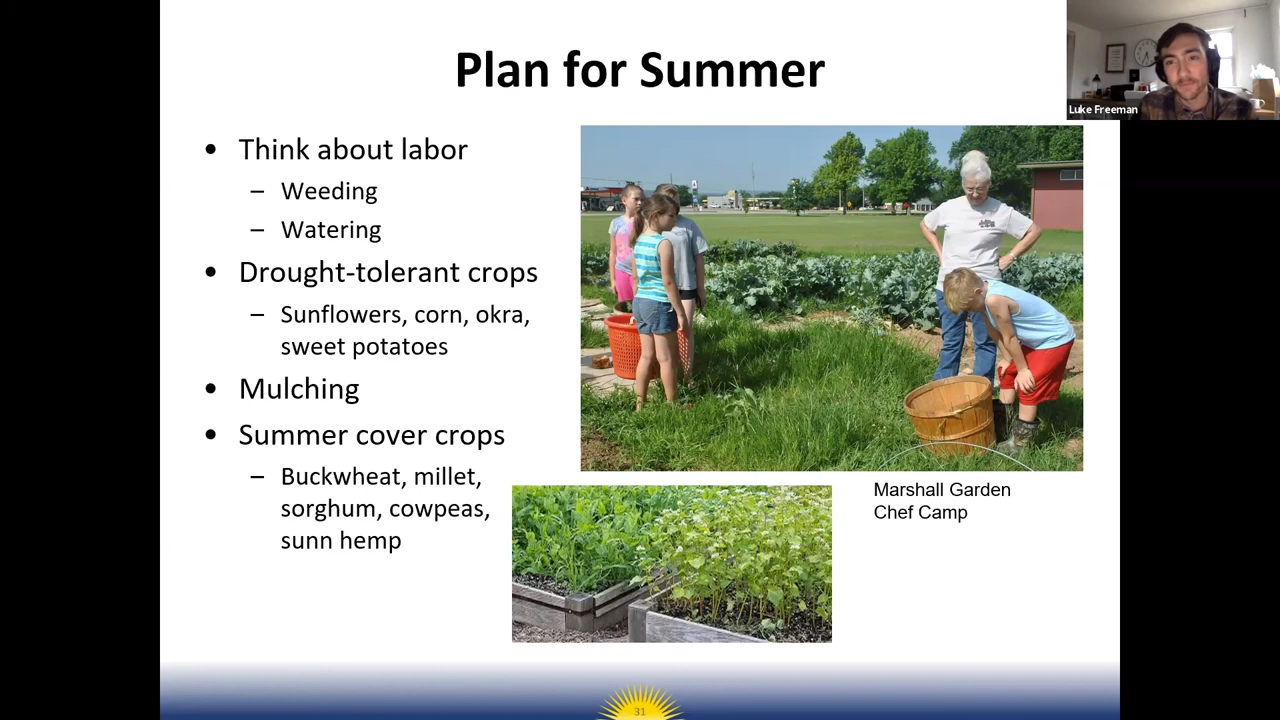 Plan for Summer
Luke Freeman
• Think about labor
– Weeding
– Watering
• Drought-tolerant crops
– Sunflowers, corn, okra,
sweet potatoes
• Mulching
• Summer cover crops
– Buckwheat, millet,
sorghum, cowpeas,
sunn hemp
Marshall Garden
Chef Camp
31